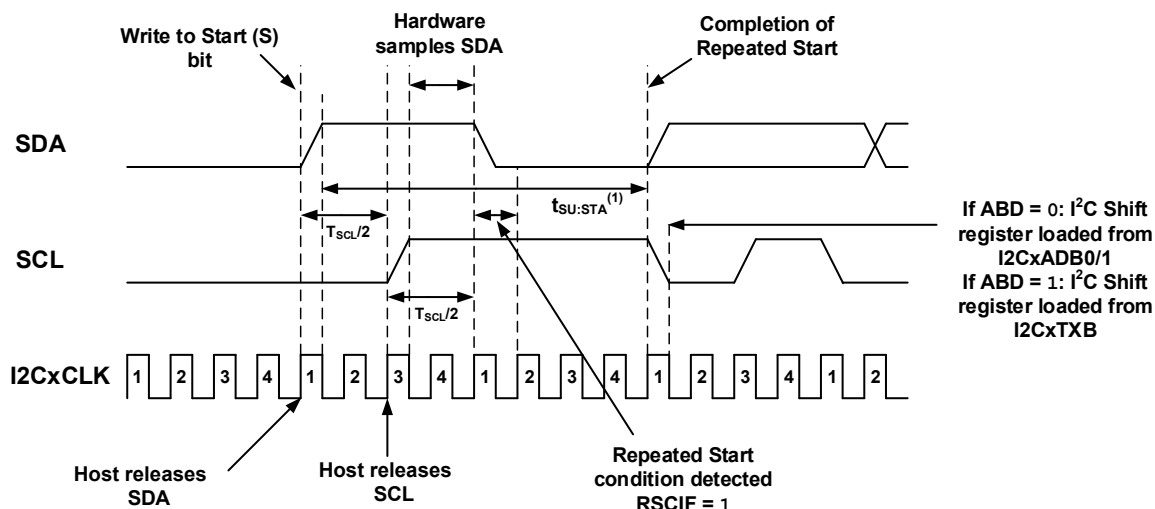 Write to Start (S)
bit
Hardware
samples SDA
Completion of
Repeated Start
SDA
tSU:STA(1)
TSCL/2
SCL
TSCL/2
If ABD = 0: I2C Shift
register loaded from
I2CxADB0/1
If ABD = 1: I2C Shift
register loaded from
I2CxTXB
I2CxCLK
1 2 3 4 1 2 3 4 1 2 3 4 1 2 3 4 1 2
Host releases
SDA
Host releases
SCL
Repeated Start
condition detected
RSCIF = 1